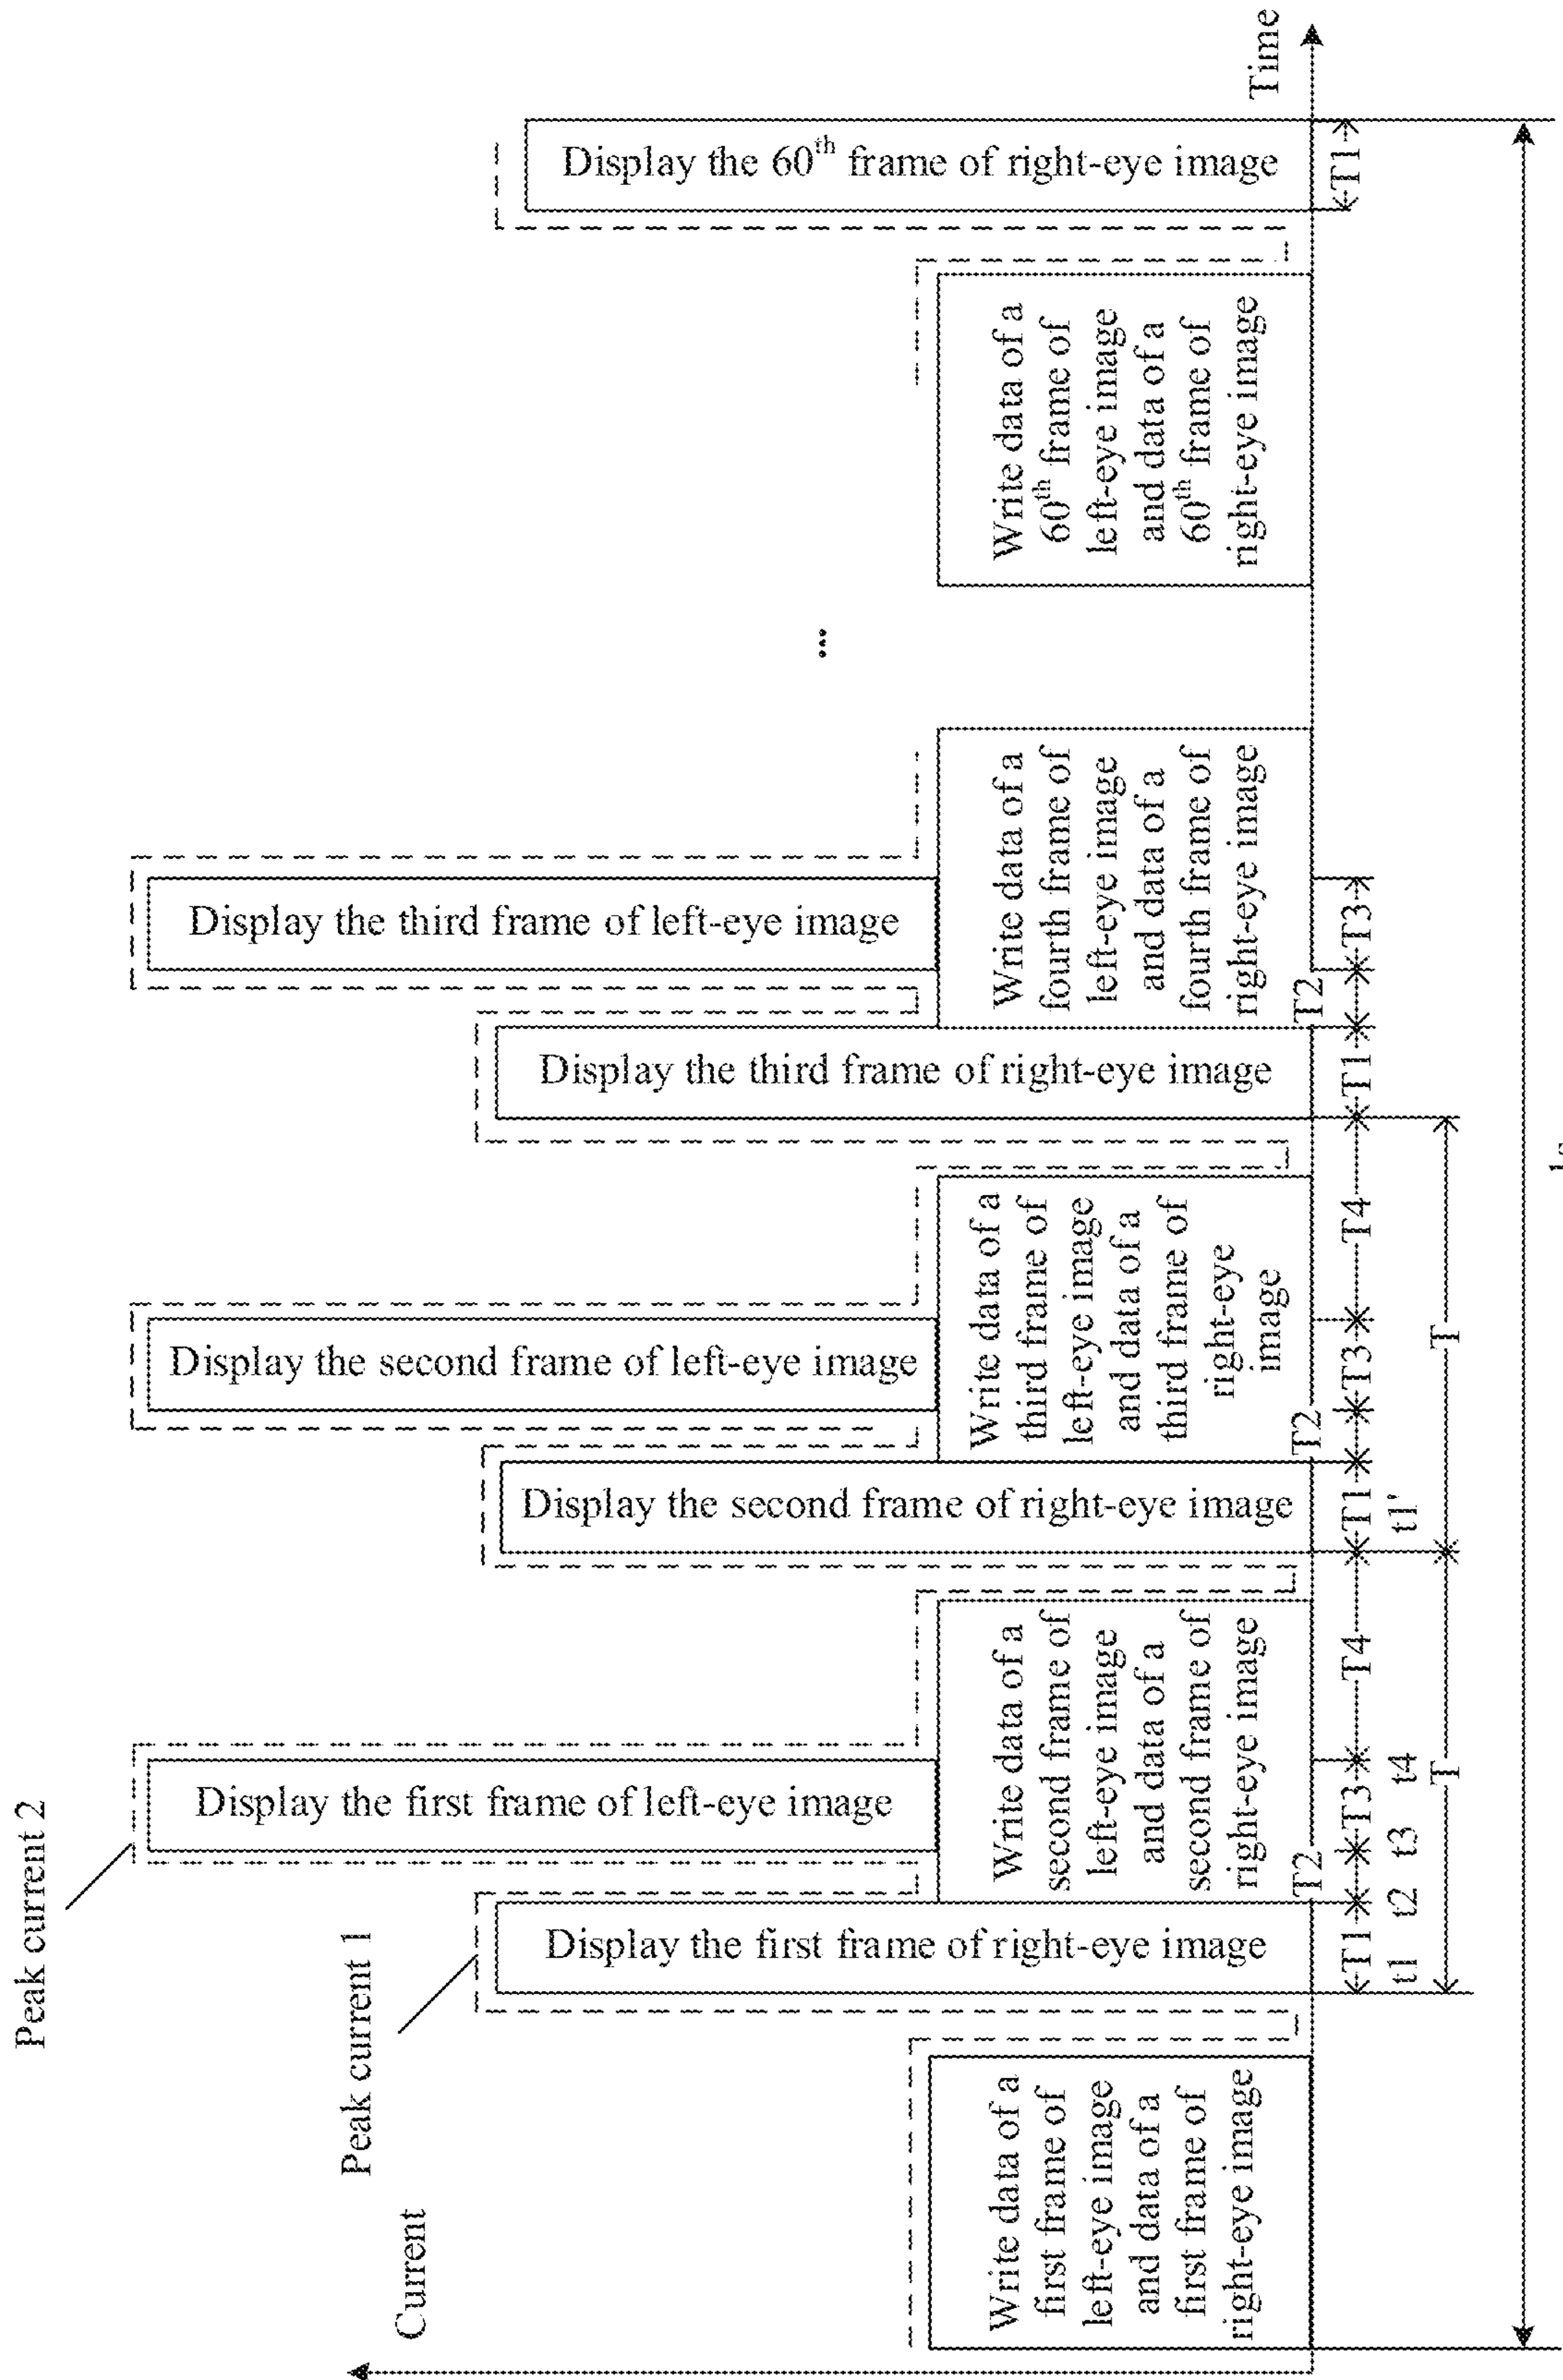 Peak current 2
Peak current 1
Current
Display the first frame of left-eye image
Display the second frame of left-eye image
Display the third frame of left-eye image
Display the first frame of right-eye image
Display the second frame of right-eye image
Display the third frame of right-eye image
Display the 60th frame of right-eye image
...
Write data of a
first frame of
left-eye image
and data of a
first frame of
right-eye image
Write data of a
second frame of
left-eye image
and data of a
second frame of
right-eye image
Write data of a
third frame of
left-eye image
and data of a
third frame of
right-eye
image
Write data of a
fourth frame of
left-eye image
and data of a
fourth frame of
right-eye image
Write data of a
60th frame of
left-eye image
and data of a
60th frame of
right-eye image
Time
T2
T2
T2
T1
T3
T4
T1
T3
T4
T1
T3
T1
t1
t2
t3
t4
t1'
T
T